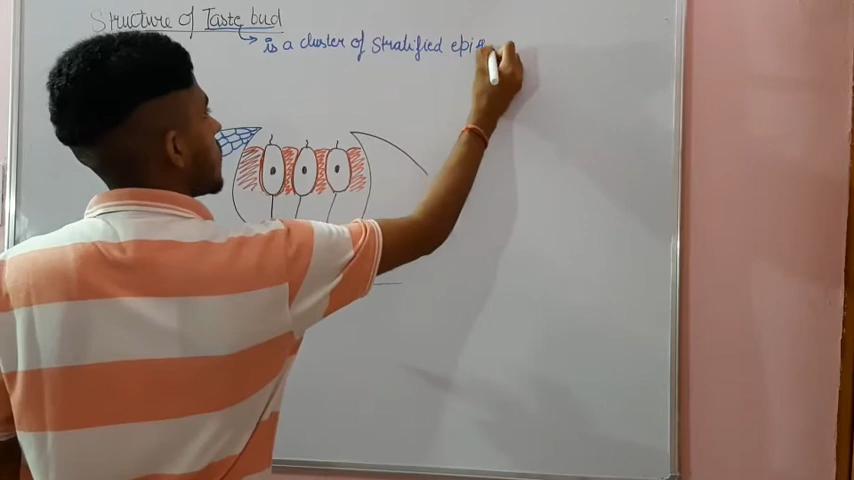 Structure of Taste bud
is a cluster of stratified epi